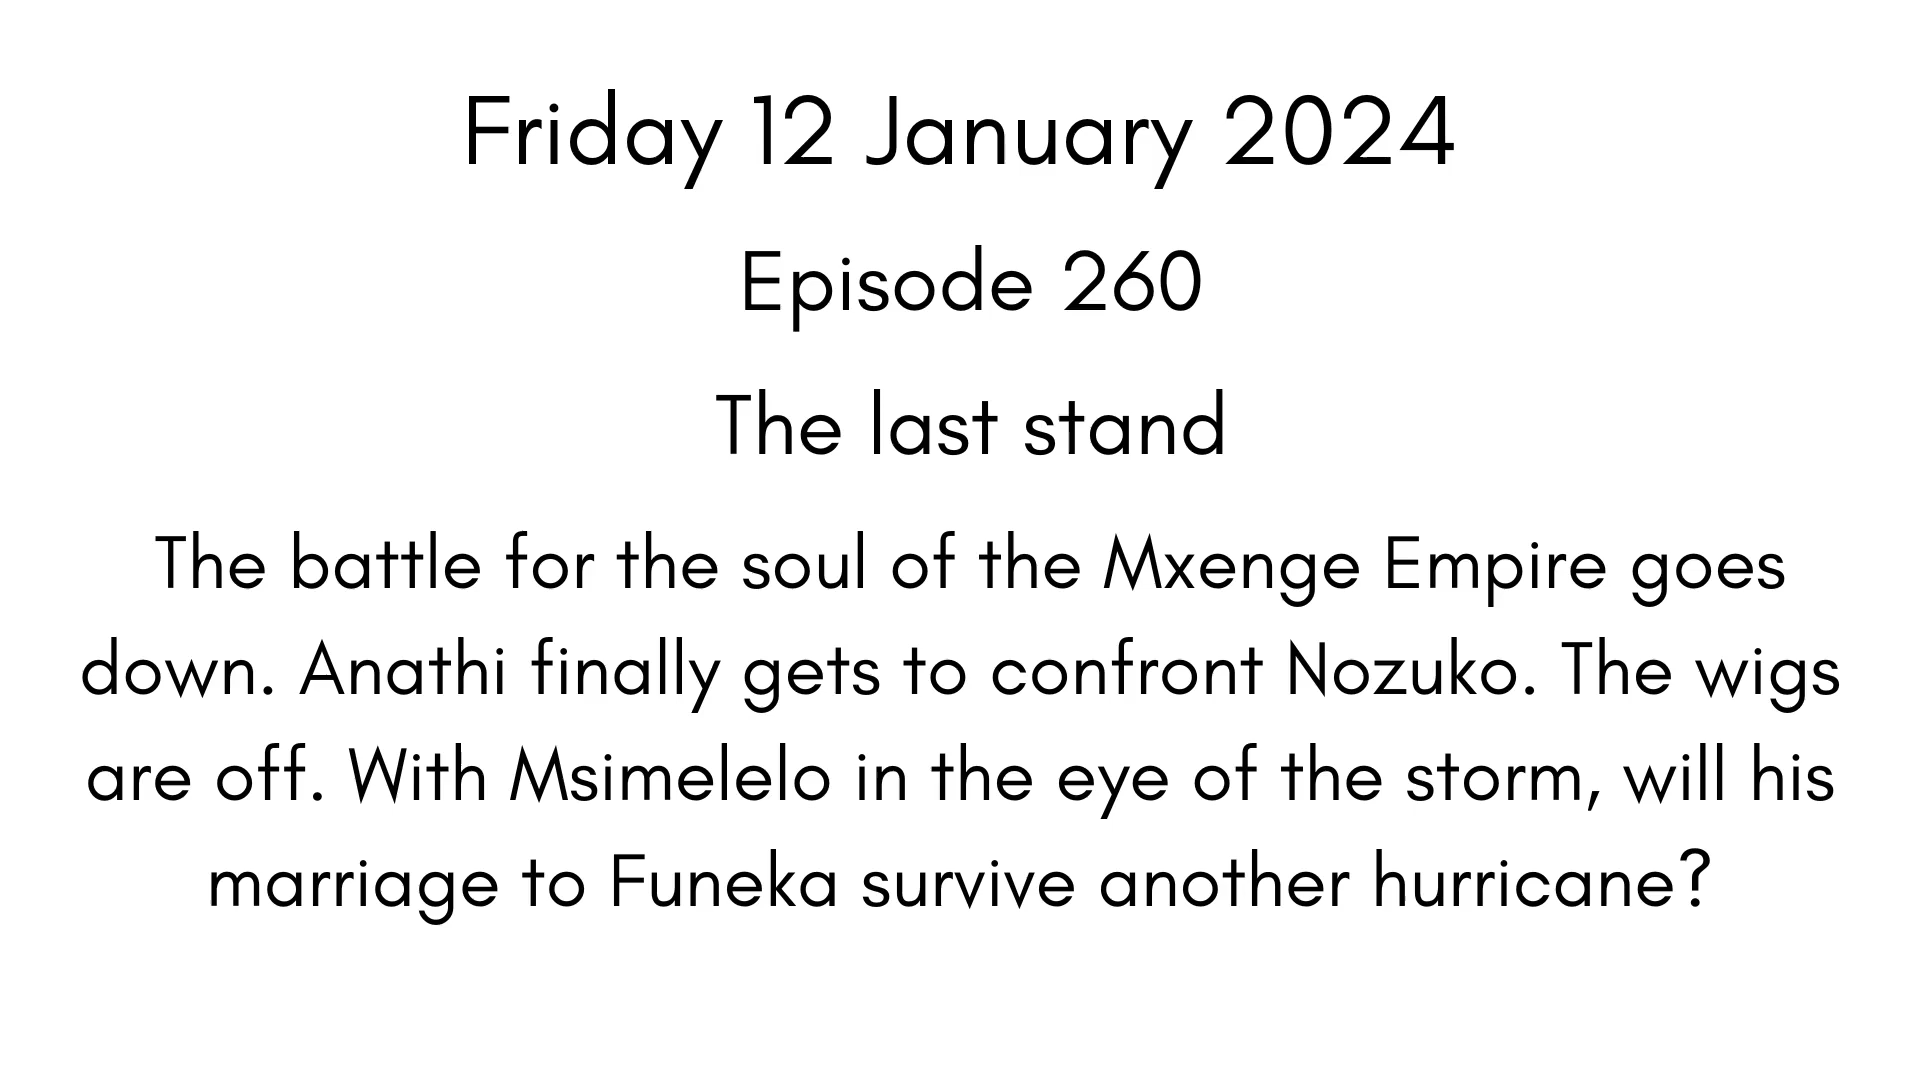 Friday 12 January 2024
Episode 260
The last stand
The battle for the soul of the Mxenge Empire goes
down. Anathi finally gets to confront Nozuko. The wigs
are off. With Msimelelo in the eye of the storm, will his
marriage to Funeka survive another hurricane?